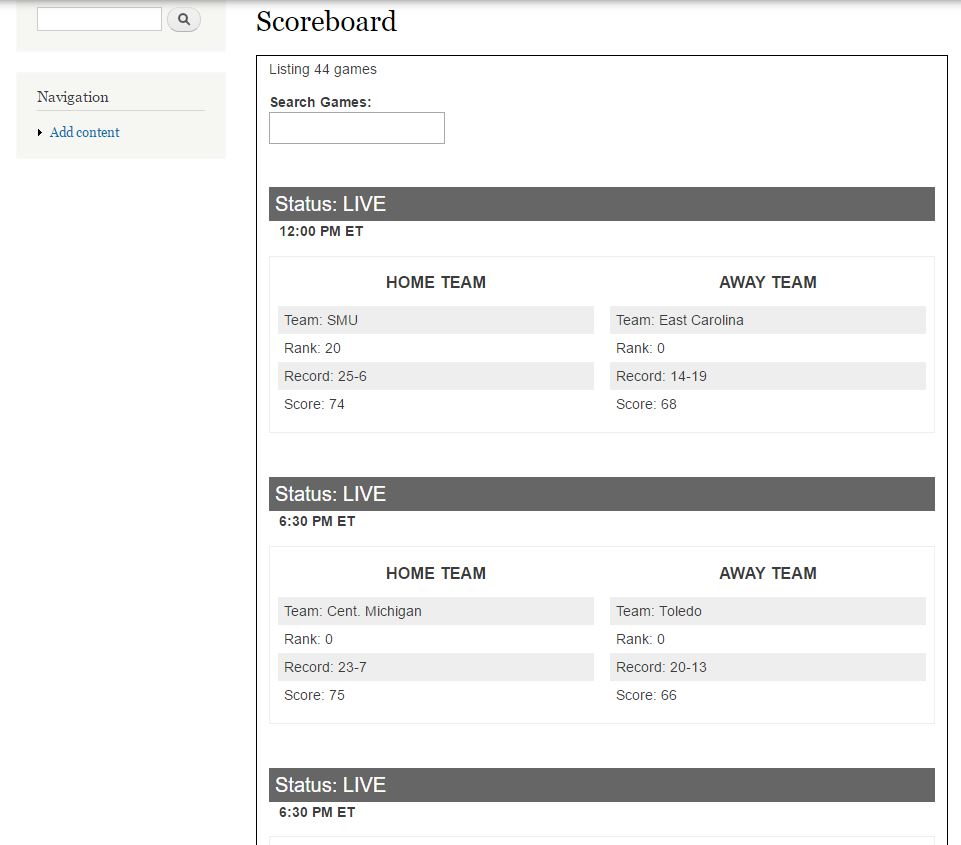 Scoreboard
Navigation
Add content
Listing 44 games
Search Games:
Status: LIVE
12:00 PM ET
HOME TEAM AWAY TEAM
Team: SMU Team: East Carolina
Rank: 20 Rank: 0
Record: 25-6 Record: 14-19
Score: 74 Score: 68
Status: LIVE
6:30 PM ET
HOME TEAM AWAY TEAM
Team: Cent. Michigan Team: Toledo
Rank: 0 Rank: 0
Record: 23-7 Record: 20-13
Score: 75 Score: 66
Status: LIVE
6:30 PM ET